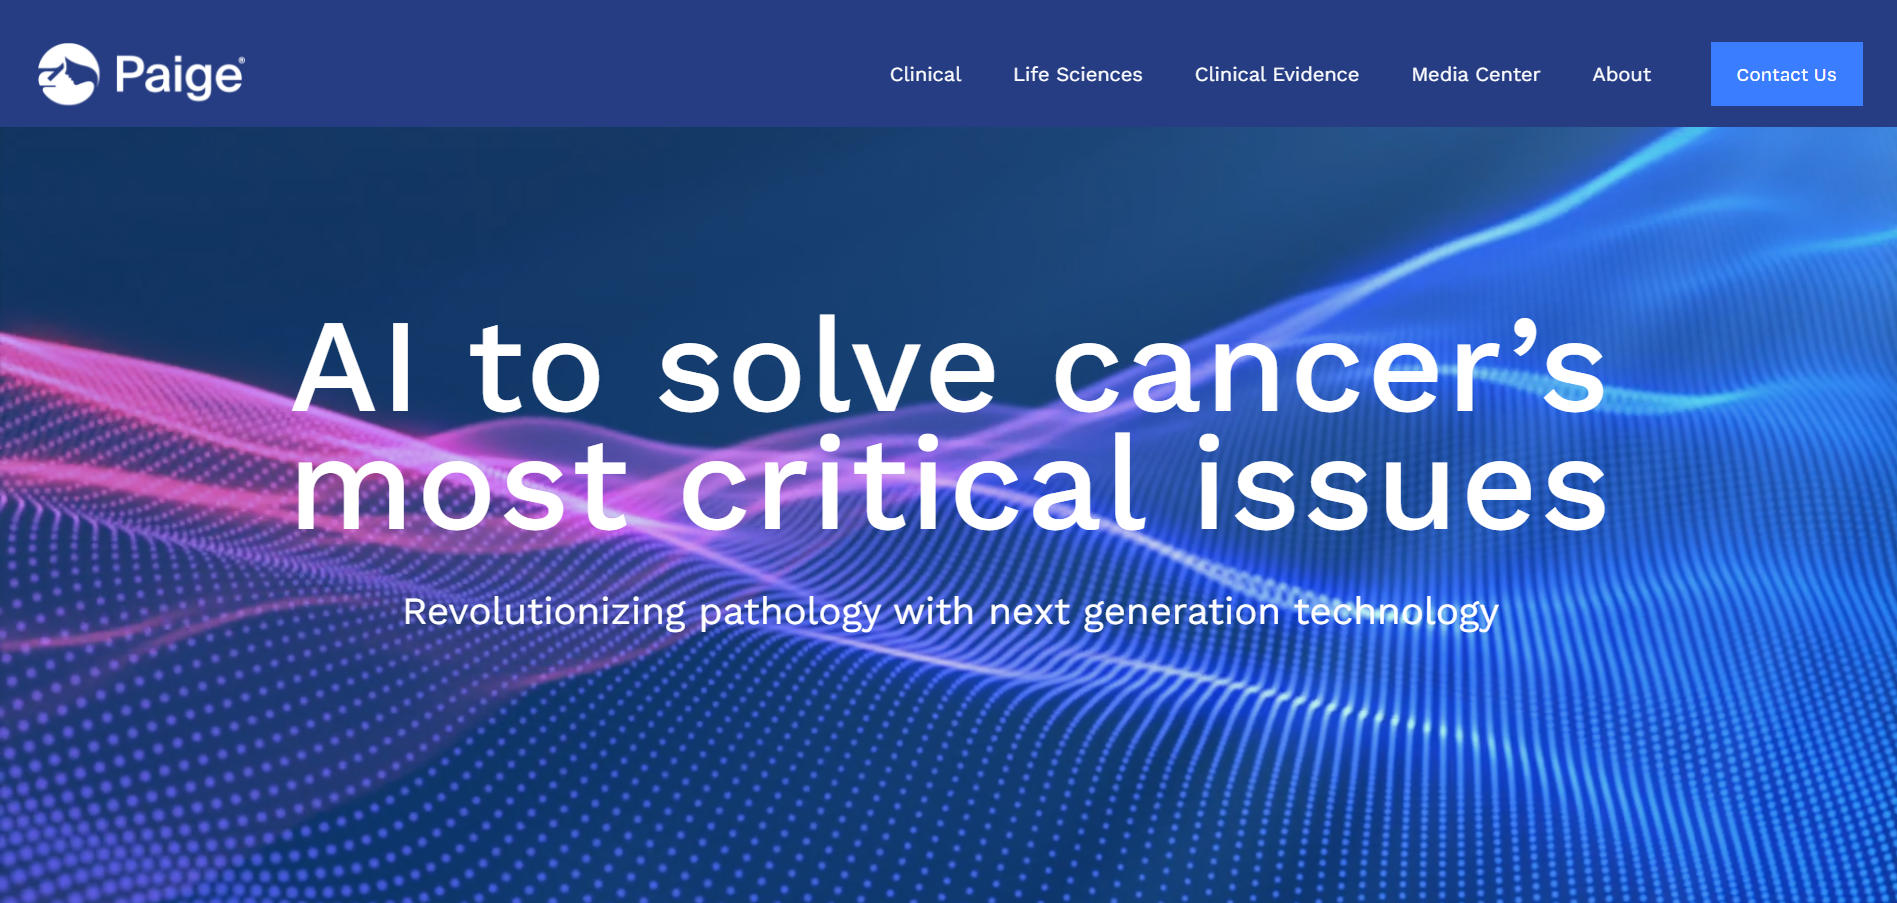 Paige®
Clinical
Life Sciences
Clinical Evidence
Media Center
About
Contact Us
AI to solve cancer’s
most critical issues
Revolutionizing pathology with next generation technology